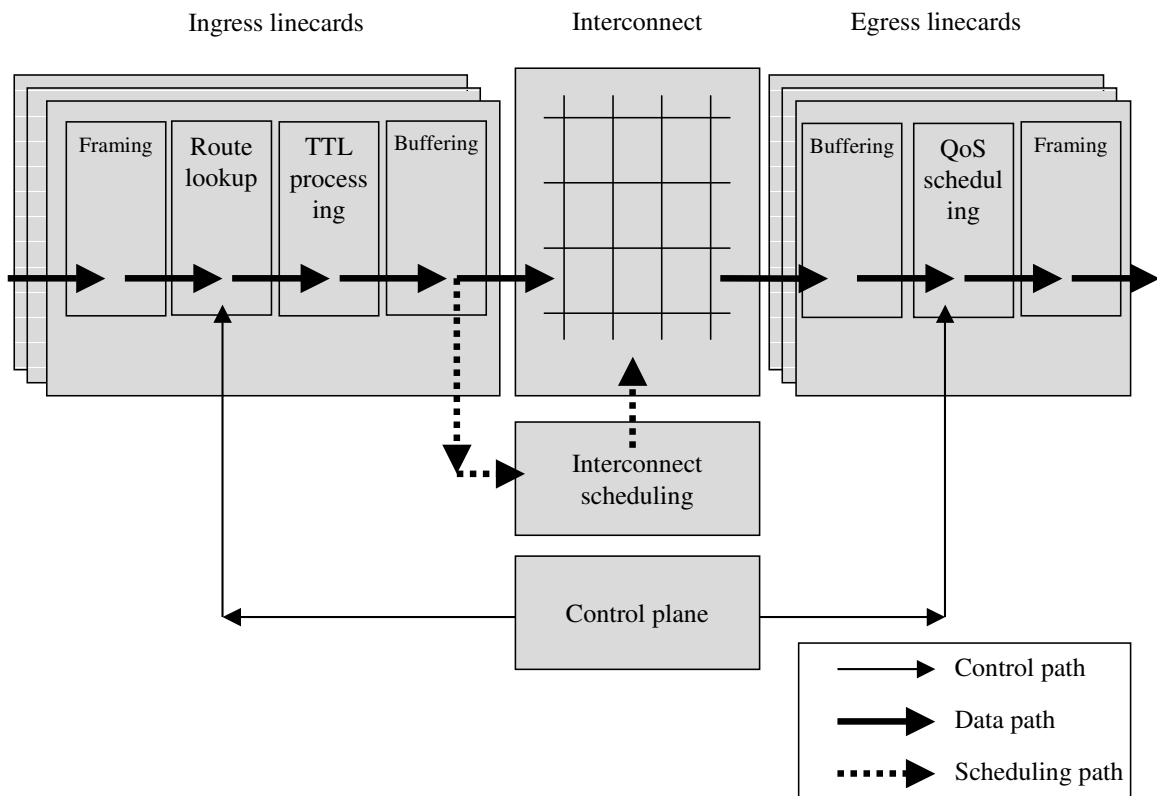 Ingress linecards
Interconnect
Egress linecards
Framing
Route
lookup
TTL
process
ing
Buffering
Buffering
QoS
schedul
ing
Framing
Interconnect
scheduling
Control plane
Control path
Data path
Scheduling path